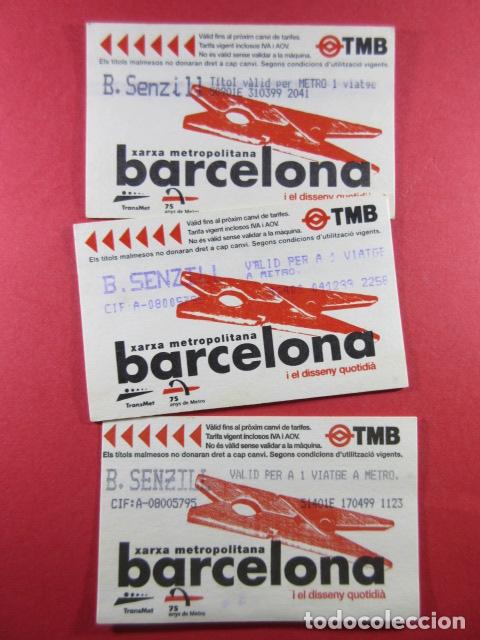 Vàlid fins al pròxim canvi de tarifes.
Tarifa vigent inclosos IVA i AOV.
No és vàlid sense validar a la màquina.
TMB
Els títols malmesos no donaran dret a cap canvi. Segons condicions d'utilització vigents.
B.Senzill Títol vàlid per METRO 1 viatge
310399 2041
xarxa metropolitana
barcelona
i el disseny quotidià
TransMet
75
anys de Metro
Vàlid fins al pròxim canvi de tarifes.
Tarifa vigent inclosos IVA i AOV.
No és vàlid sense validar a la màquina.
TMB
Els títols malmesos no donaran dret a cap canvi. Segons condicions d'utilització vigents.
B.SENZILL VALID PER A 1 VIATGE
A METRO.
CIF:A-08005795 041299 2258
xarxa metropolitana
barcelona
i el disseny quotidià
TransMet
75
anys de Metro
Vàlid fins al pròxim canvi de tarifes.
Tarifa vigent inclosos IVA i AOV.
No és vàlid sense validar a la màquina.
TMB
Els títols malmesos no donaran dret a cap canvi. Segons condicions d'utilització vigents.
B.SENZILL VALID PER A 1 VIATGE A METRO.
CIF:A-08005795 51401E 170499 1123
xarxa metropolitana
barcelona
i el disseny quotidià
TransMet
75
anys de Metro
todocoleccion.net